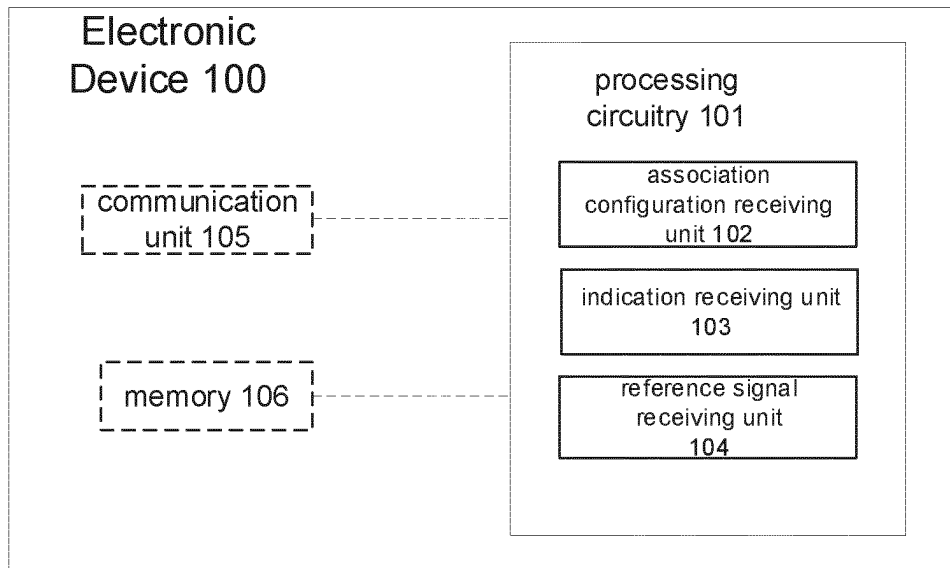 Electronic
Device 100
processing
circuitry 101
communication
unit 105
association
configuration receiving
unit 102
indication receiving unit
103
memory 106
reference signal
receiving unit
104